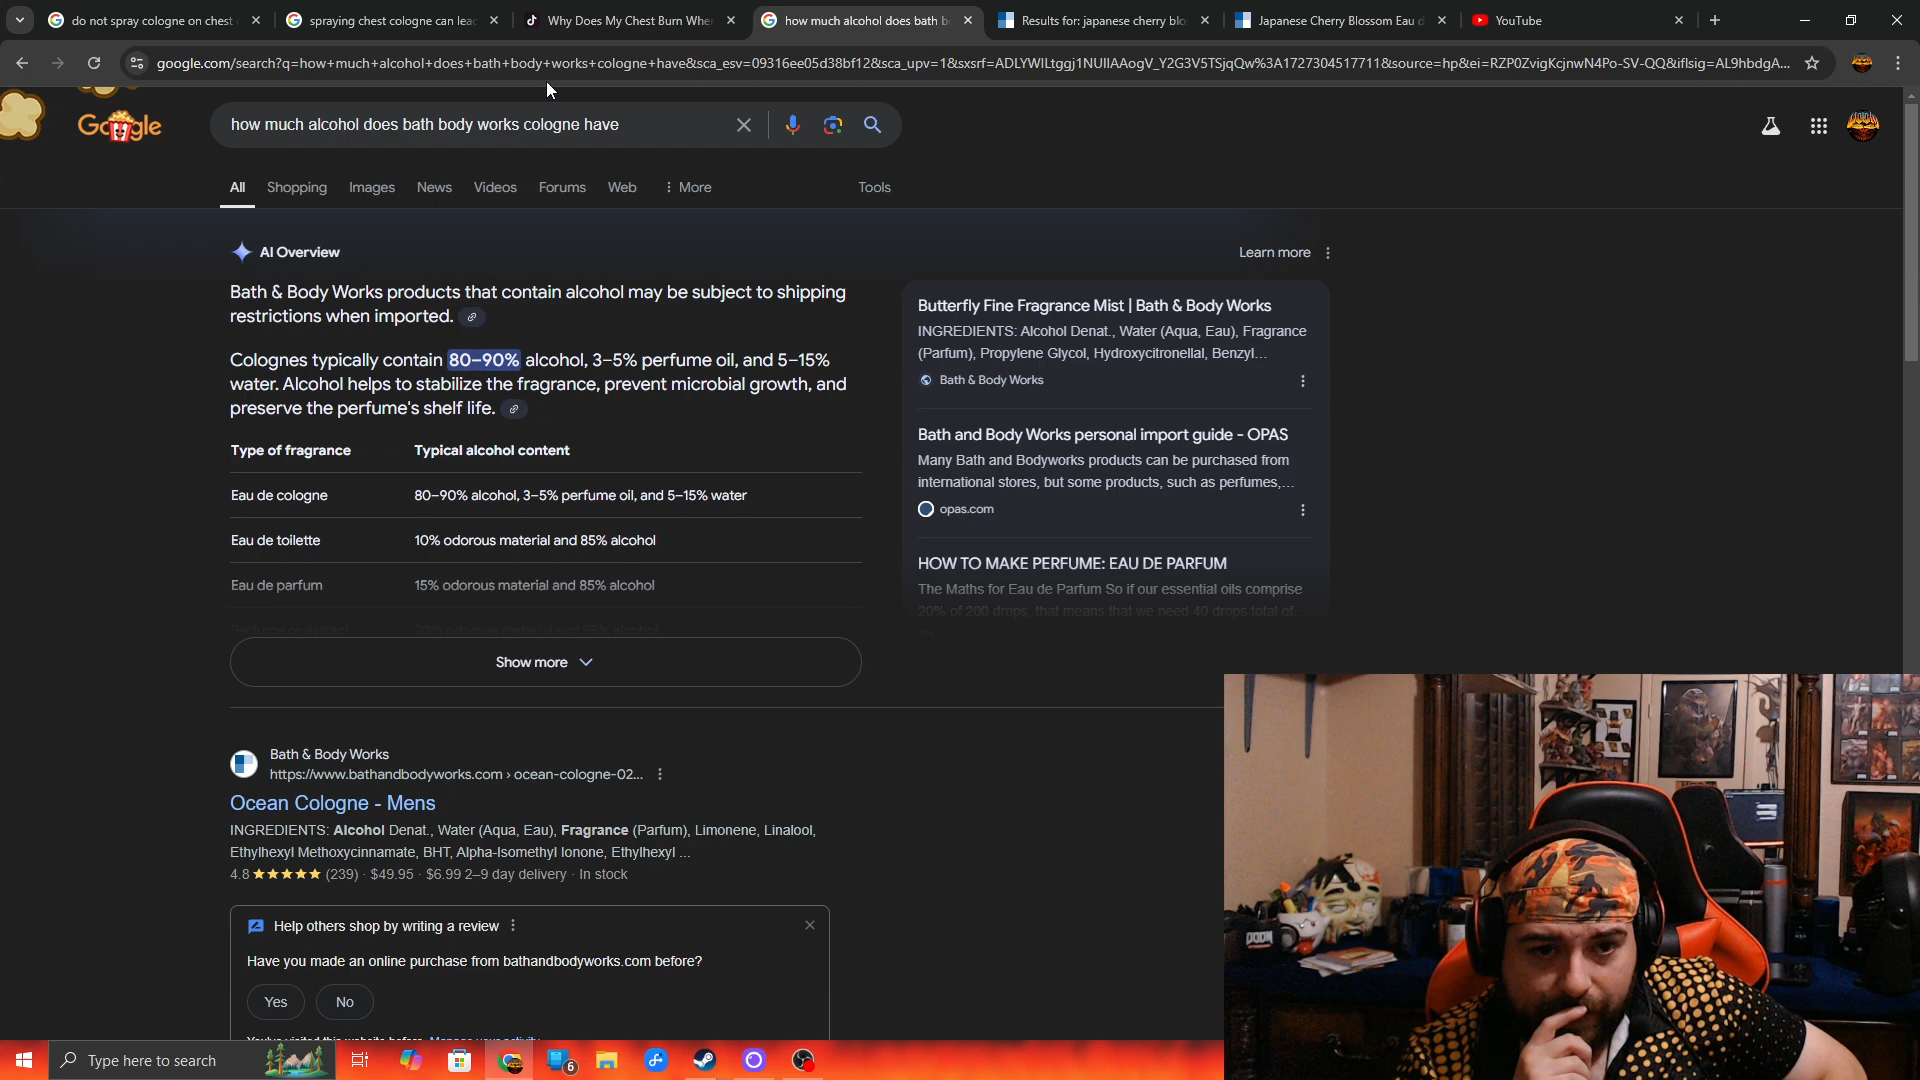 do not spray cologne on chest
spraying chest cologne can lea
Why Does My Chest Burn Whe
how much alcohol does bath b
Results for: japanese cherry blo
Japanese Cherry Blossom Eau d
YouTube
google.com/search?q=how+much+alcohol+does+bath+body+works+cologne+have&sca_esv=09316ee05d38bf12&sca_upv=1&sxsrf=ADLYWILtggj1NUIIAAogV_Y2G3V5TSjqQw%3A1727304517711&source=hp&ei=RZP0ZvigKcjnwN4Po-SV-QQ&iflsig=AL9hbdgA...
Google
how much alcohol does bath body works cologne have
All Shopping Images News Videos Forums Web More Tools
AI Overview
Learn more
Bath & Body Works products that contain alcohol may be subject to shipping
restrictions when imported.
Colognes typically contain 80–90% alcohol, 3–5% perfume oil, and 5–15%
water. Alcohol helps to stabilize the fragrance, prevent microbial growth, and
preserve the perfume's shelf life.
Type of fragrance Typical alcohol content
Eau de cologne 80–90% alcohol, 3–5% perfume oil, and 5–15% water
Eau de toilette 10% odorous material and 85% alcohol
Eau de parfum 15% odorous material and 85% alcohol
Show more
Butterfly Fine Fragrance Mist | Bath & Body Works
INGREDIENTS: Alcohol Denat., Water (Aqua, Eau), Fragrance
(Parfum), Propylene Glycol, Hydroxycitronellal, Benzyl...
Bath & Body Works
Bath and Body Works personal import guide - OPAS
Many Bath and Bodyworks products can be purchased from
international stores, but some products, such as perfumes,...
opas.com
HOW TO MAKE PERFUME: EAU DE PARFUM
The Maths for Eau de Parfum So if our essential oils comprise
20% of 200 drops, that means that we need 40 drops total of
Bath & Body Works
https://www.bathandbodyworks.com › ocean-cologne-02...
Ocean Cologne - Mens
INGREDIENTS: Alcohol Denat., Water (Aqua, Eau), Fragrance (Parfum), Limonene, Linalool,
Ethylhexyl Methoxycinnamate, BHT, Alpha-Isomethyl Ionone, Ethylhexyl ...
4.8 (239) · $49.95 · $6.99 2–9 day delivery · In stock
Help others shop by writing a review
Have you made an online purchase from bathandbodyworks.com before?
Yes No
DOOM
Type here to search
6